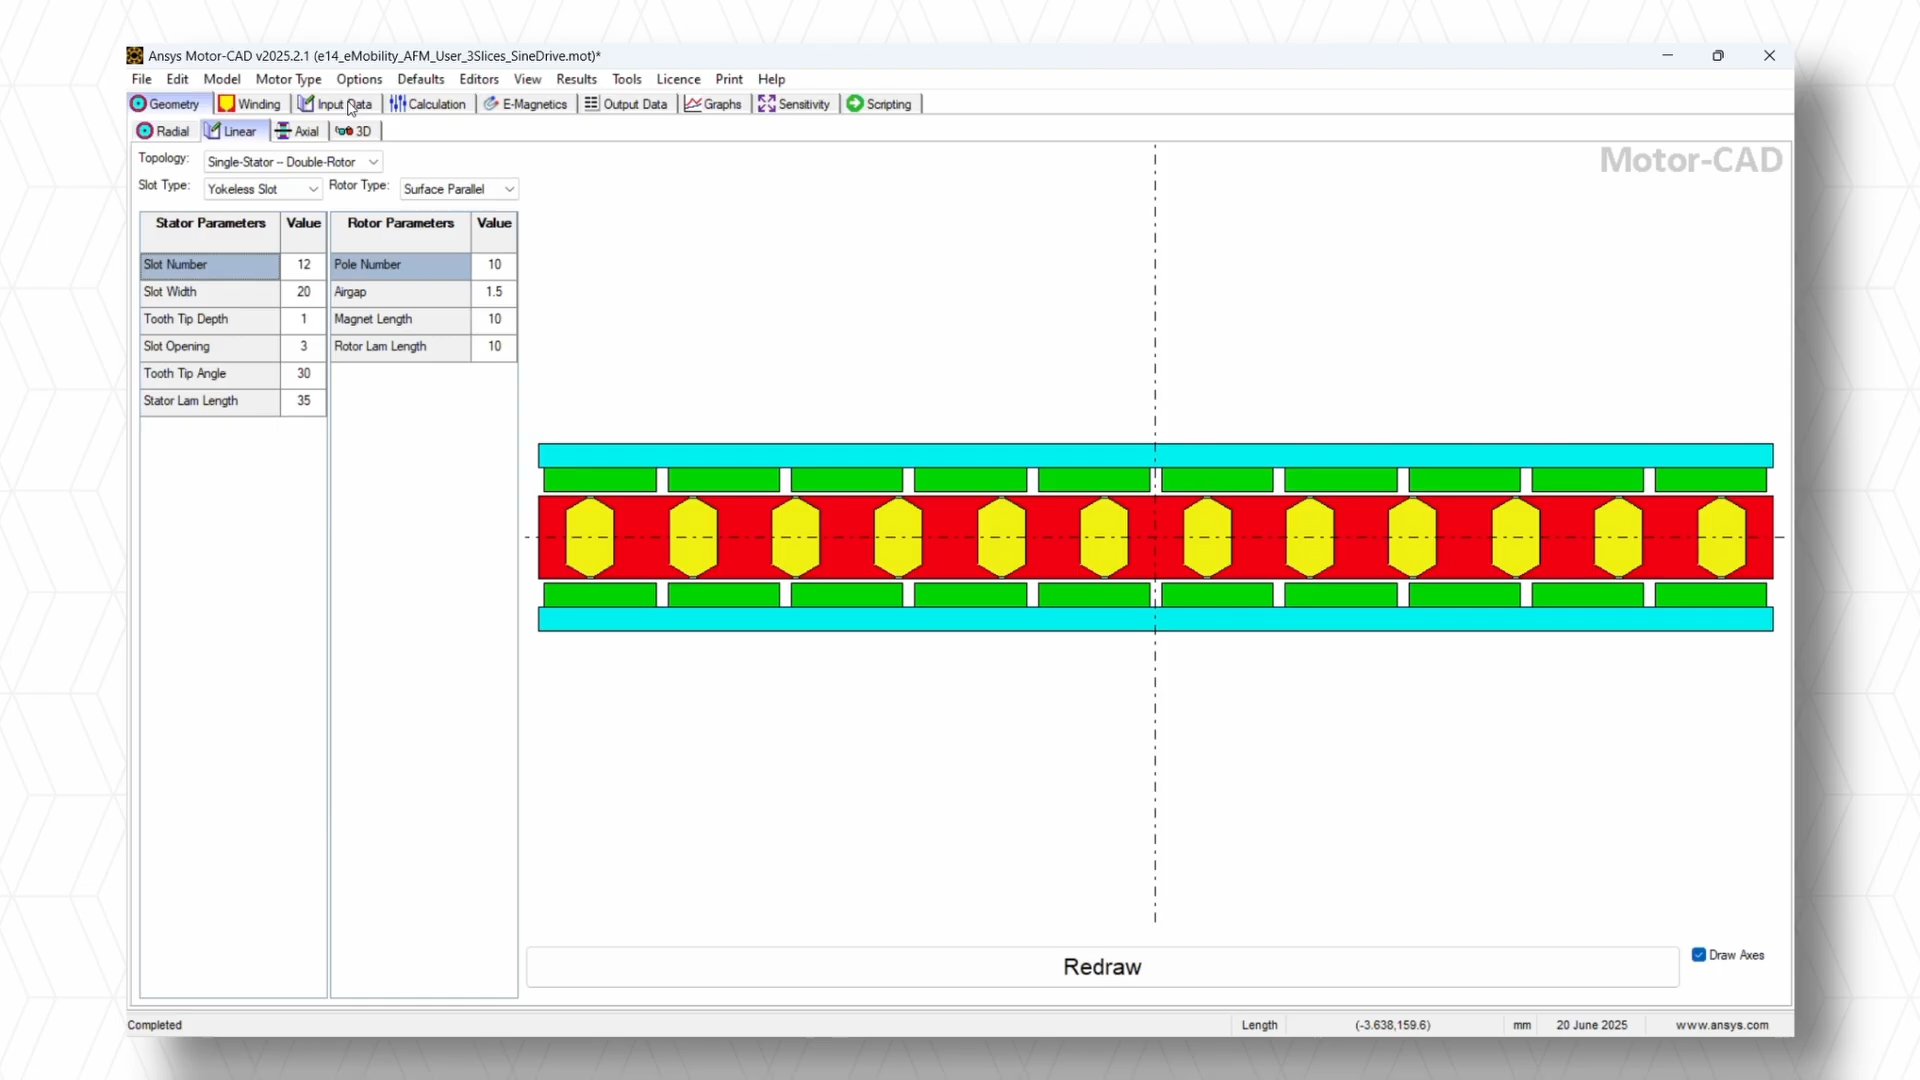 Ansys Motor-CAD v2025.2.1 (e14_eMobility_AFM_User_3Slices_SineDrive.mot)*
File Edit Model Motor Type Options Defaults Editors View Results Tools Licence Print Help
Geometry Winding Input Data Calculation E-Magnetics Output Data Graphs Sensitivity Scripting
Radial Linear Axial 3D
Topology: Single-Stator -- Double-Rotor
Motor-CAD
Slot Type: Yokeless Slot Rotor Type: Surface Parallel
Stator Parameters Value Rotor Parameters Value
Slot Number 12 Pole Number 10
Slot Width 20 Airgap 1.5
Tooth Tip Depth 1 Magnet Length 10
Slot Opening 3 Rotor Lam Length 10
Tooth Tip Angle 30
Stator Lam Length 35
Redraw
Draw Axes
Completed Length (-3.638,159.6) mm 20 June 2025 www.ansys.com